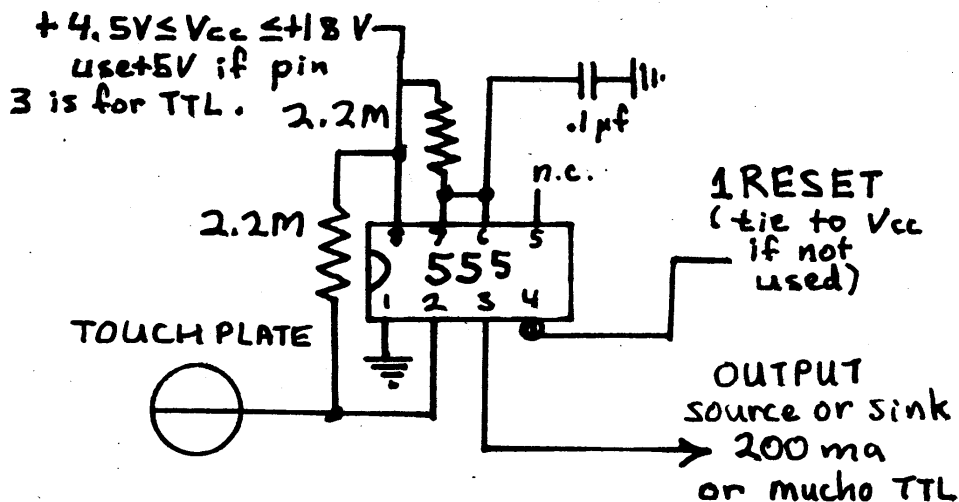 +4.5V≤Vcc≤+18V
use+5V if pin
3 is for TTL.
2.2M
.1µf
n.c.
2.2M
8 7 6 5
555
1 2 3 4
1RESET
(tie to Vcc
if not
used)
TOUCH PLATE
OUTPUT
source or sink
200 ma
or mucho TTL